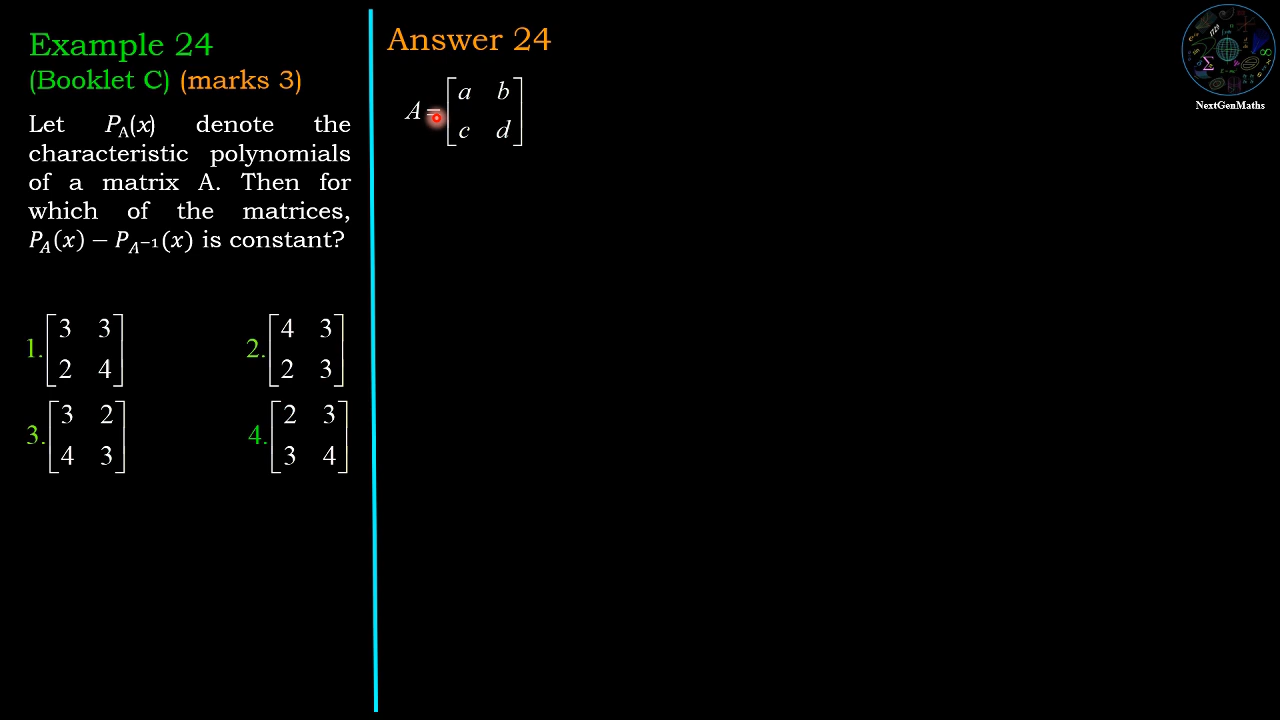 Example 24
(Booklet C) (marks 3)
Let P_A(x) denote the
characteristic polynomials
of a matrix A. Then for
which of the matrices,
P_A(x) − P_{A^{−1}}(x) is constant?
1. [3 3; 2 4]
2. [4 3; 2 3]
3. [3 2; 4 3]
4. [2 3; 3 4]
Answer 24
A = [a b; c d]
NextGenMaths